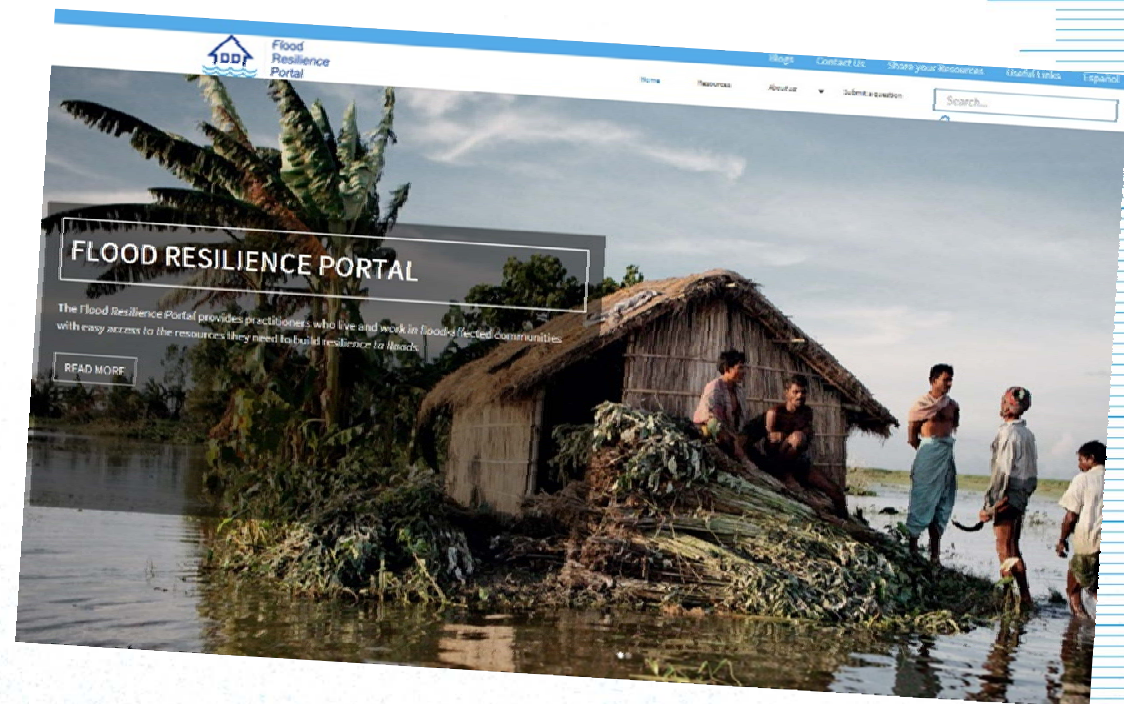 Flood
Resilience
Portal
Blogs Contact Us Share your Resources Useful Links Español
Home Resources About us Submit a question
Search...
FLOOD RESILIENCE PORTAL
The Flood Resilience Portal provides practitioners who live and work in flood-affected communities
with easy access to the resources they need to build resilience to floods.
READ MORE